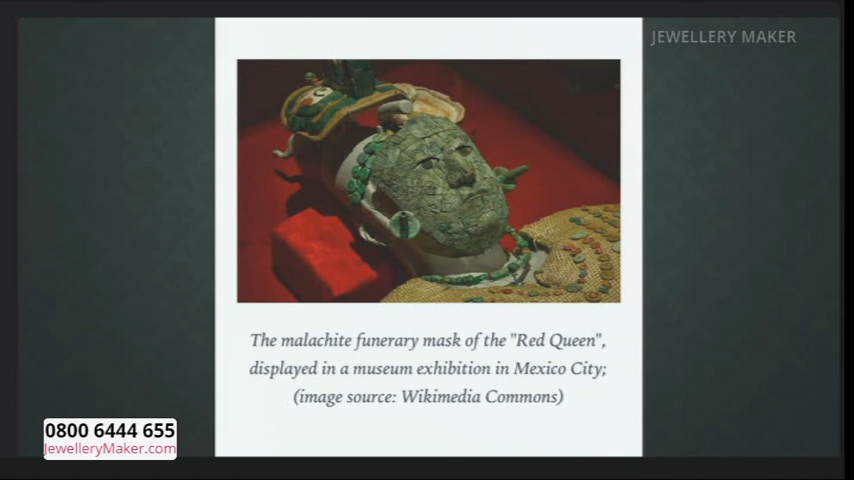 JEWELLERY MAKER
The malachite funerary mask of the "Red Queen",
displayed in a museum exhibition in Mexico City;
(image source: Wikimedia Commons)
0800 6444 655
JewelleryMaker.com